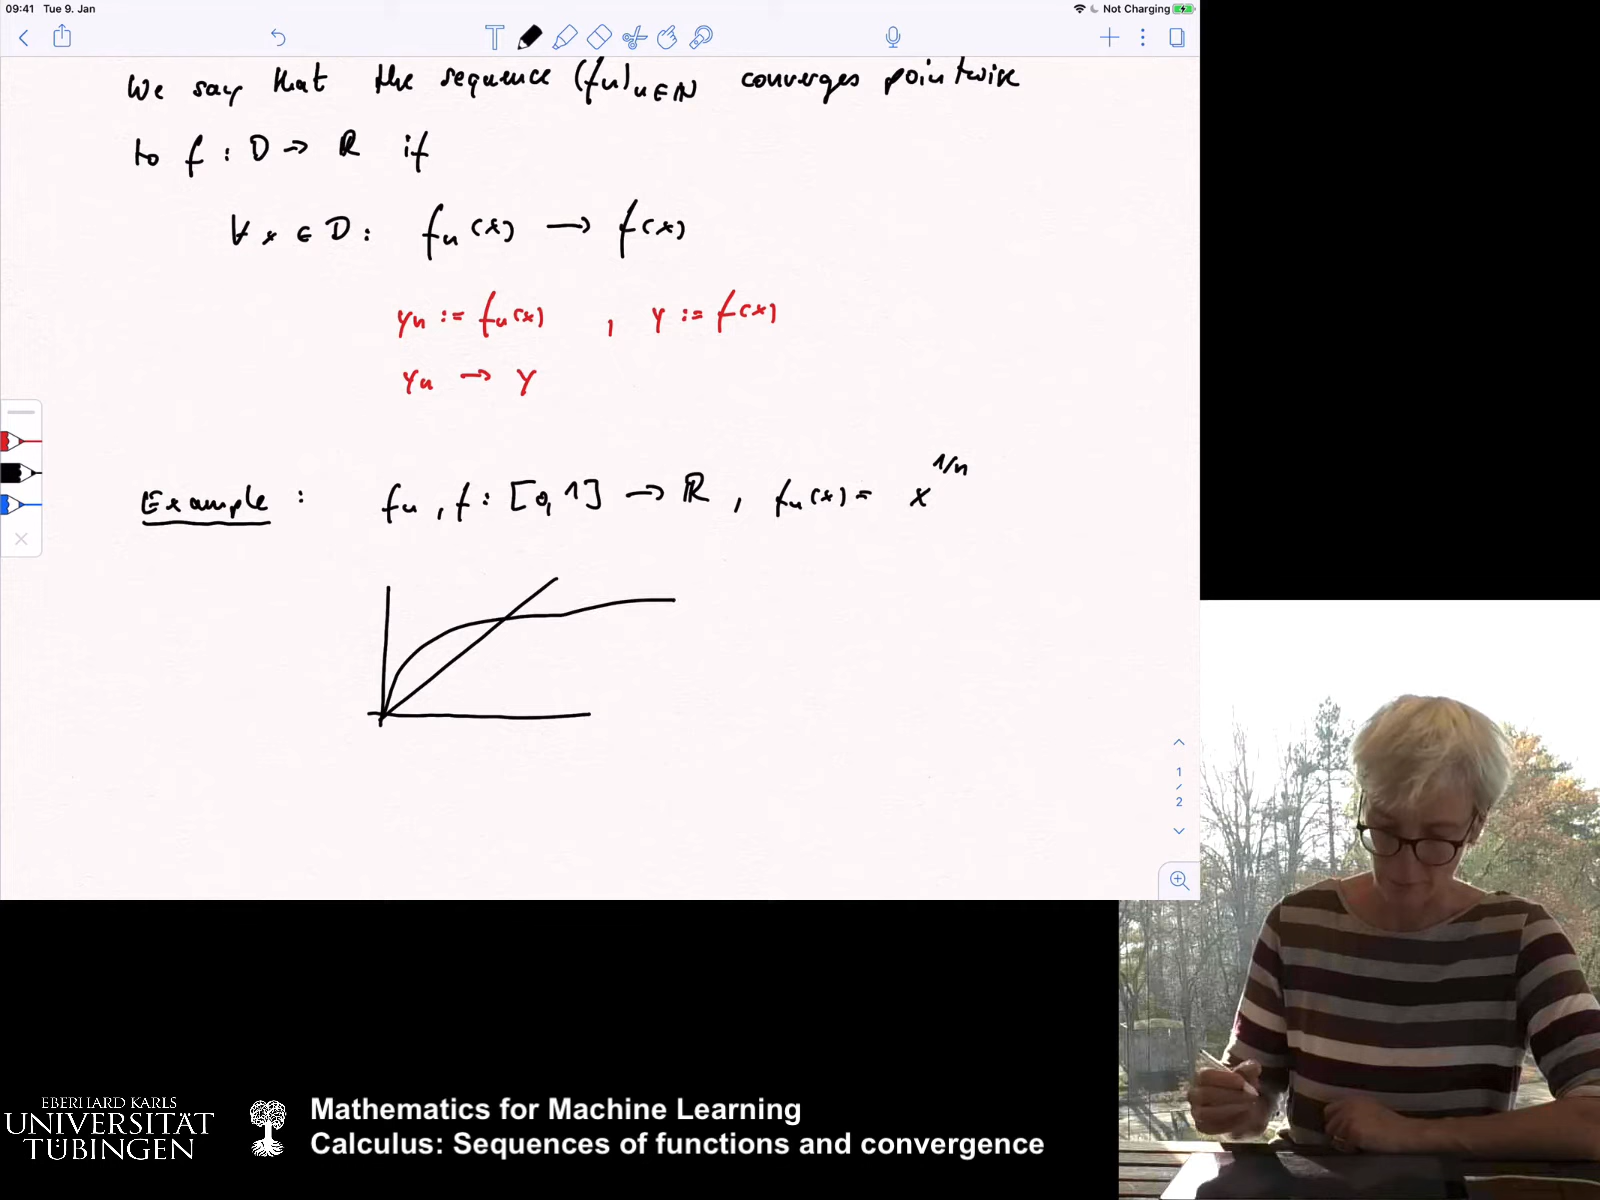 09:41 Tue 9. Jan
Not Charging
We say that the sequence (fn)n∈ℕ converges pointwise
to f : D → ℝ if
∀ x ∈ D : fn(x) → f(x)
yn := fn(x) , y := f(x)
yn → y
Example : fn, f : [0,1] → ℝ , fn(x) = x^1/n
1
/
2
EBERHARD KARLS
UNIVERSITÄT
TÜBINGEN
Mathematics for Machine Learning
Calculus: Sequences of functions and convergence